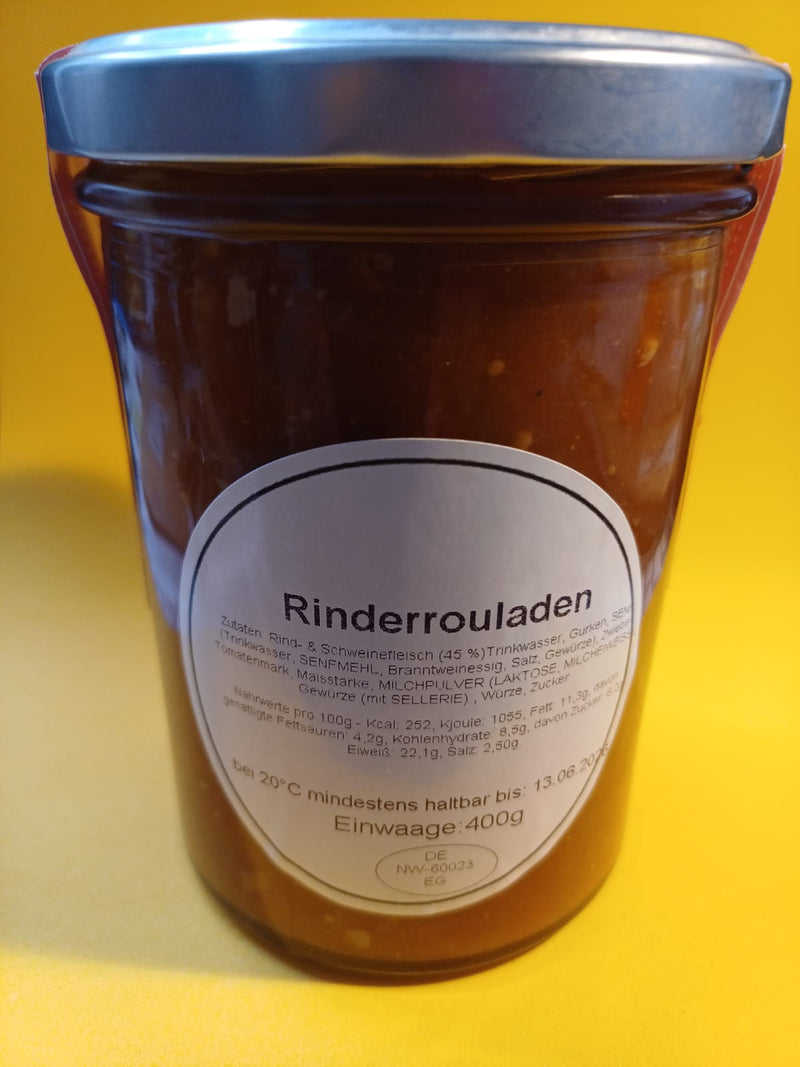 Rinderrouladen
Zutaten: Rind- & Schweinefleisch (45 %)Trinkwasser, Gurken,
(Trinkwasser, SENFMEHL, Branntweinessig, Salz, Gewürze),
Tomatenmark, Maisstärke, MILCHPULVER (LAKTOSE,
Gewürze (mit SELLERIE) , Würze, Zucker
Nährwerte pro 100g - Kcal: 252, Kjoule: 1055, Fett: 11,3g, davon
gesättigte Fettsäuren: 4,2g, Kohlenhydrate: 8,5g, davon Zucker:
Eiweiß: 22,1g, Salz: 2,50g
bei 20°C mindestens haltbar bis: 13.06.2026
Einwaage:400g
DE
NW-60023
EG